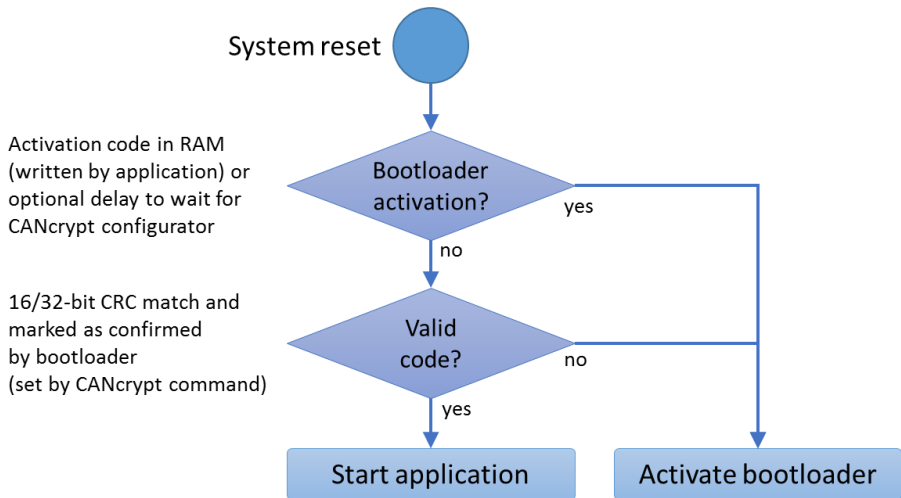 System reset
Activation code in RAM
(written by application) or
optional delay to wait for
CANcrypt configurator
Bootloader
activation?
yes
no
16/32-bit CRC match and
marked as confirmed
by bootloader
(set by CANcrypt command)
Valid
code?
no
yes
Start application
Activate bootloader